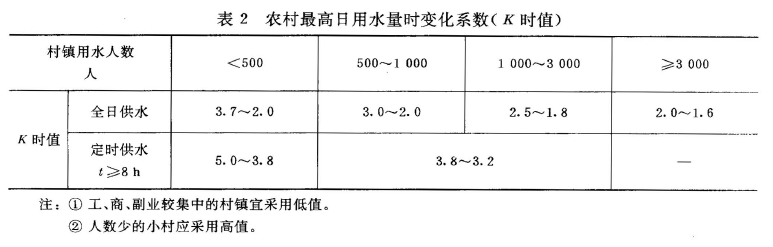 表 2 农村最高日用水量时变化系数(K 时值)
村镇用水人数
人
<500
500～1 000
1 000～3 000
≥3 000
K 时值
全日供水
3.7～2.0
3.0～2.0
2.5～1.8
2.0～1.6
定时供水
t≥8 h
5.0～3.8
3.8～3.2
—
注：① 工、商、副业较集中的村镇宜采用低值。
② 人数少的小村应采用高值。